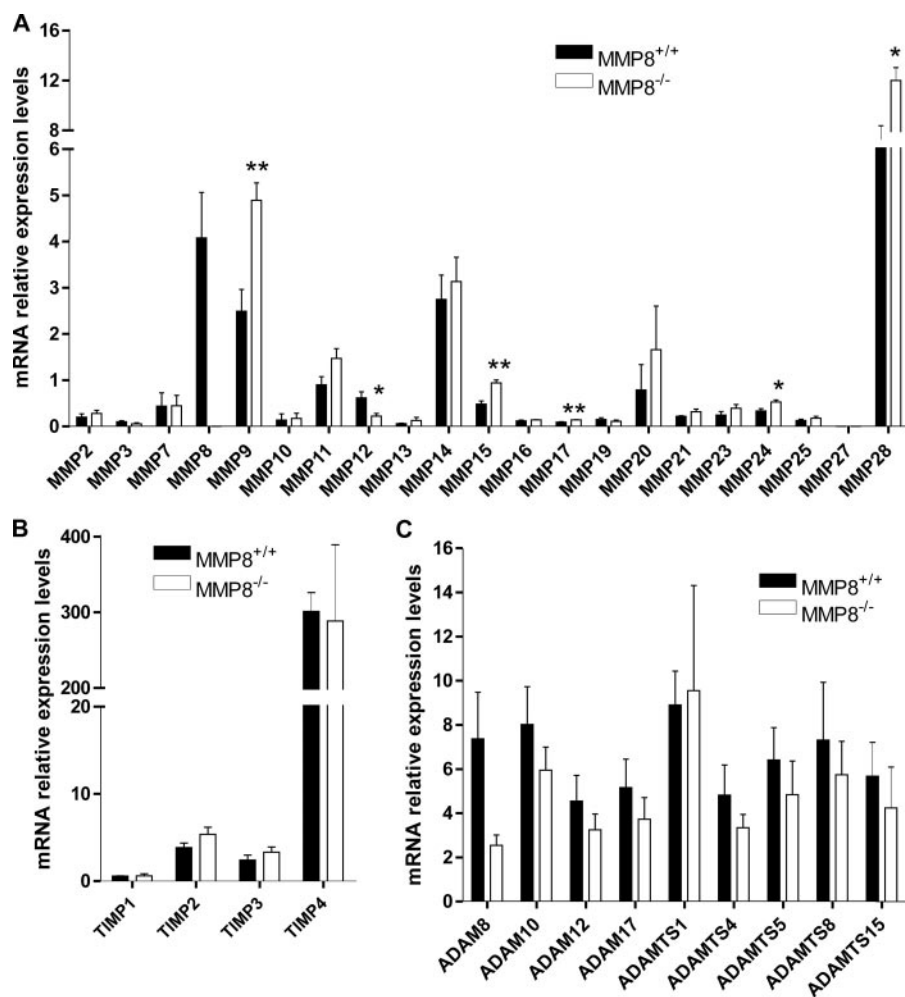 A
mRNA relative expression levels
16
12
8
6
5
4
3
2
1
0
MMP8+/+
MMP8-/-
**
*
**
**
*
*
MMP2 MMP3 MMP7 MMP8 MMP9 MMP10 MMP11 MMP12 MMP13 MMP14 MMP15 MMP16 MMP17 MMP19 MMP20 MMP21 MMP23 MMP24 MMP25 MMP27 MMP28
B
mRNA relative expression levels
400
300
200
20
10
0
MMP8+/+
MMP8-/-
TIMP1 TIMP2 TIMP3 TIMP4
C
mRNA relative expression levels
16
14
12
10
8
6
4
2
0
MMP8+/+
MMP8-/-
ADAM8 ADAM10 ADAM12 ADAM17 ADAMTS1 ADAMTS4 ADAMTS5 ADAMTS8 ADAMTS15